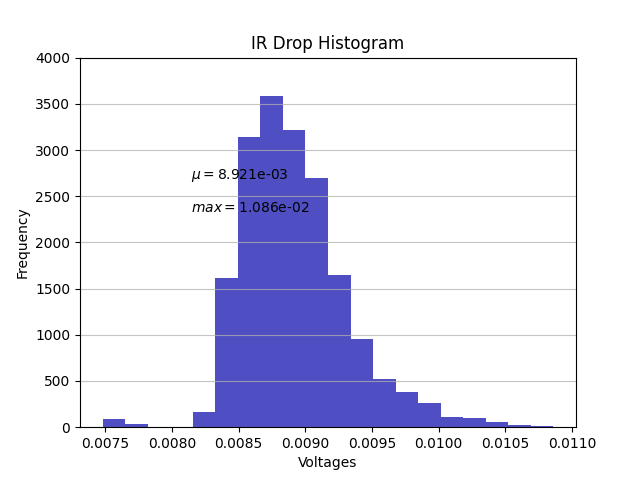 IR Drop Histogram
4000
3500
3000
2500
2000
1500
1000
500
0
Frequency
μ = 8.921e-03
max = 1.086e-02
0.0075 0.0080 0.0085 0.0090 0.0095 0.0100 0.0105 0.0110
Voltages